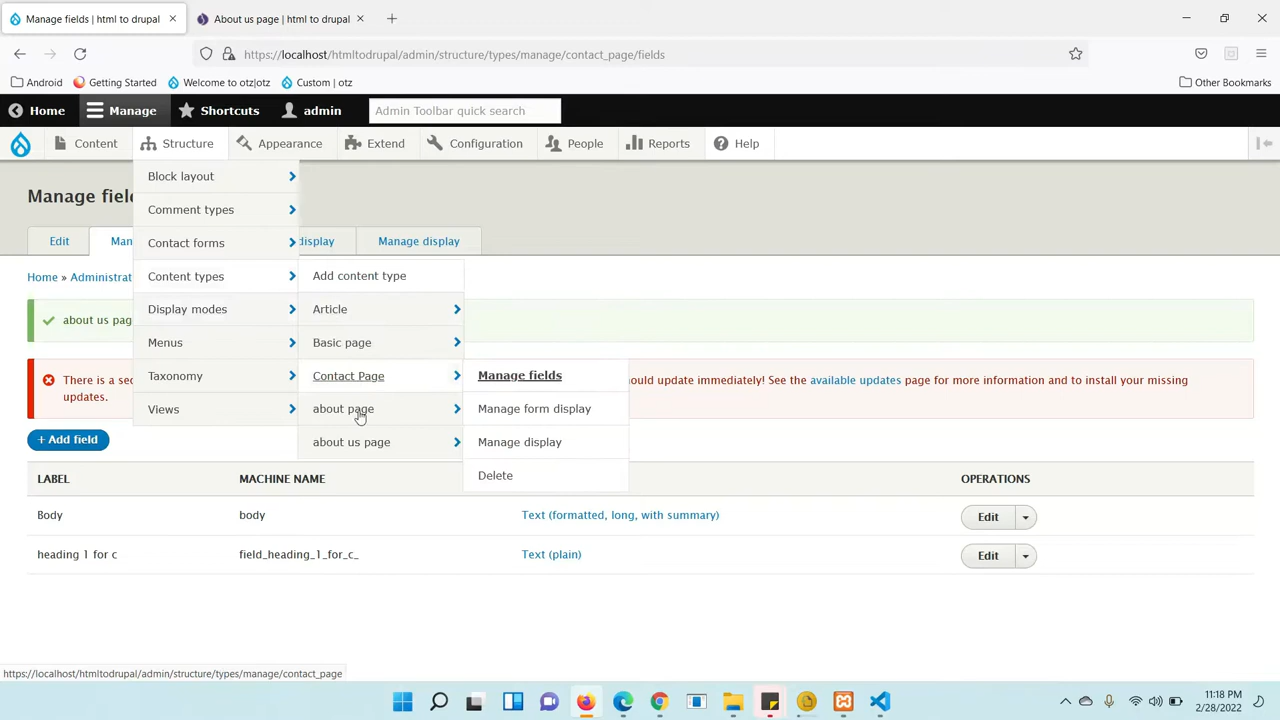 Manage fields | html to drupal
About us page | html to drupal
https://localhost/htmltodrupal/admin/structure/types/manage/contact_page/fields
Android
Getting Started
Welcome to otz|otz
Custom | otz
Other Bookmarks
Home
Manage
Shortcuts
admin
Admin Toolbar quick search
Content
Structure
Appearance
Extend
Configuration
People
Reports
Help
Manage fiel
Block layout
Comment types
Contact forms
Content types
Display modes
Menus
Taxonomy
Views
Edit
Man
display
Manage display
Home » Administrat
Add content type
Article
Basic page
Contact Page
about page
about us page
Manage fields
Manage form display
Manage display
Delete
about us pag
There is a sec
ould update immediately! See the available updates page for more information and to install your missing
updates.
+ Add field
LABEL MACHINE NAME OPERATIONS
Body body Text (formatted, long, with summary) Edit
heading 1 for c field_heading_1_for_c_ Text (plain) Edit
https://localhost/htmltodrupal/admin/structure/types/manage/contact_page
11:18 PM
2/28/2022